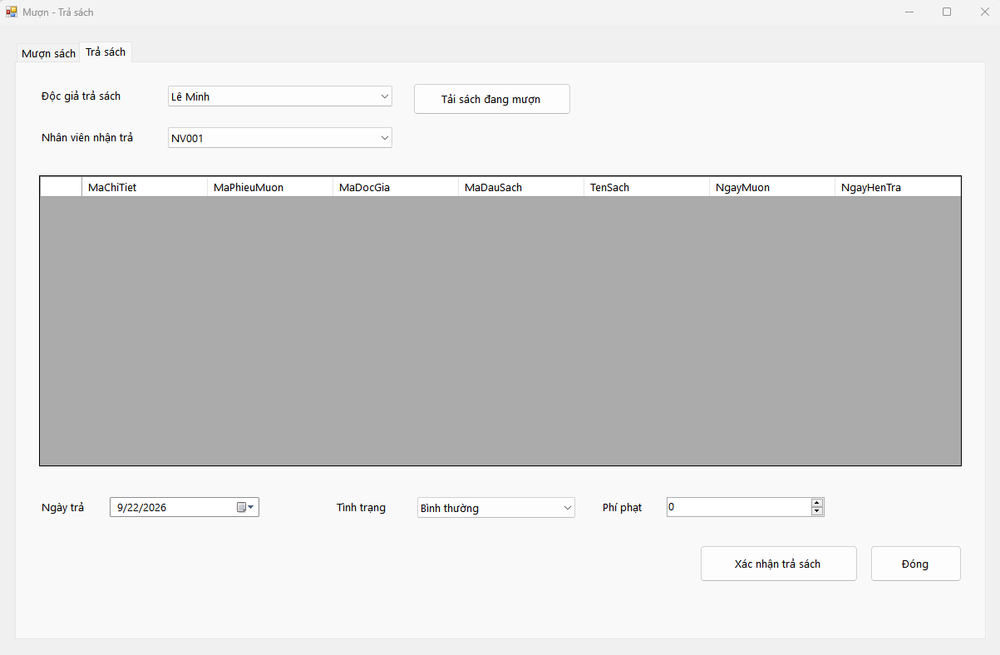 Mượn - Trả sách
Mượn sách Trả sách
Độc giả trả sách Lê Minh Tải sách đang mượn
Nhân viên nhận trả NV001
MaChiTiet MaPhieuMuon MaDocGia MaDauSach TenSach NgayMuon NgayHenTra
Ngày trả 9/22/2026 Tình trạng Bình thường Phí phạt 0
Xác nhận trả sách Đóng